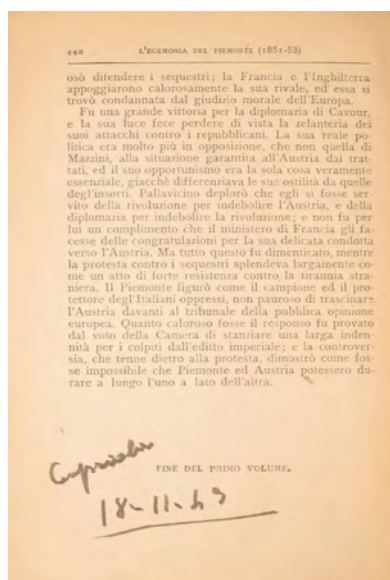 440 L'EGEMONIA DEL PIEMONTE (1851-53)
osò difendere i sequestri; la Francia e l'Inghilterra
appoggiarono calorosamente la sua rivale, ed essa si
trovò condannata dal giudizio morale dell'Europa.
Fu una grande vittoria per la diplomazia di Cavour,
e la sua luce fece perdere di vista la zelanteria dei
suoi attacchi contro i repubblicani. La sua reale po-
litica era molto più in opposizione, che non quella di
Mazzini, alla situazione garantita all'Austria dai trat-
tati, ed il suo opportunismo era la sola cosa veramente
essenziale, giacchè differenziava le sue ostilità da quelle
degl'insorti. Pallavicino deplorò che egli si fosse ser-
vito della rivoluzione per indebolire l'Austria, e della
diplomazia per indebolire la rivoluzione; e non fu per
lui un complimento che il ministero di Francia gli fa-
cesse delle congratulazioni per la sua delicata condotta
verso l'Austria. Ma tutto questo fu dimenticato, mentre
la protesta contro i sequestri splendeva largamente co-
me un atto di forte resistenza contro la tirannia stra-
niera. Il Piemonte figurò come il campione ed il pro-
tettore degl'Italiani oppressi, non pauroso di trascinare
l'Austria davanti al tribunale della pubblica opinione
europea. Quanto caloroso fosse il responso fu provato
dal voto della Camera di stanziare una larga inden-
nità per i colpiti dall'editto imperiale; e la controver-
sia, che tenne dietro alla protesta, dimostrò come fos-
se impossibile che Piemonte ed Austria potessero du-
rare a lungo l'uno a lato dell'altra.
FINE DEL PRIMO VOLUME.